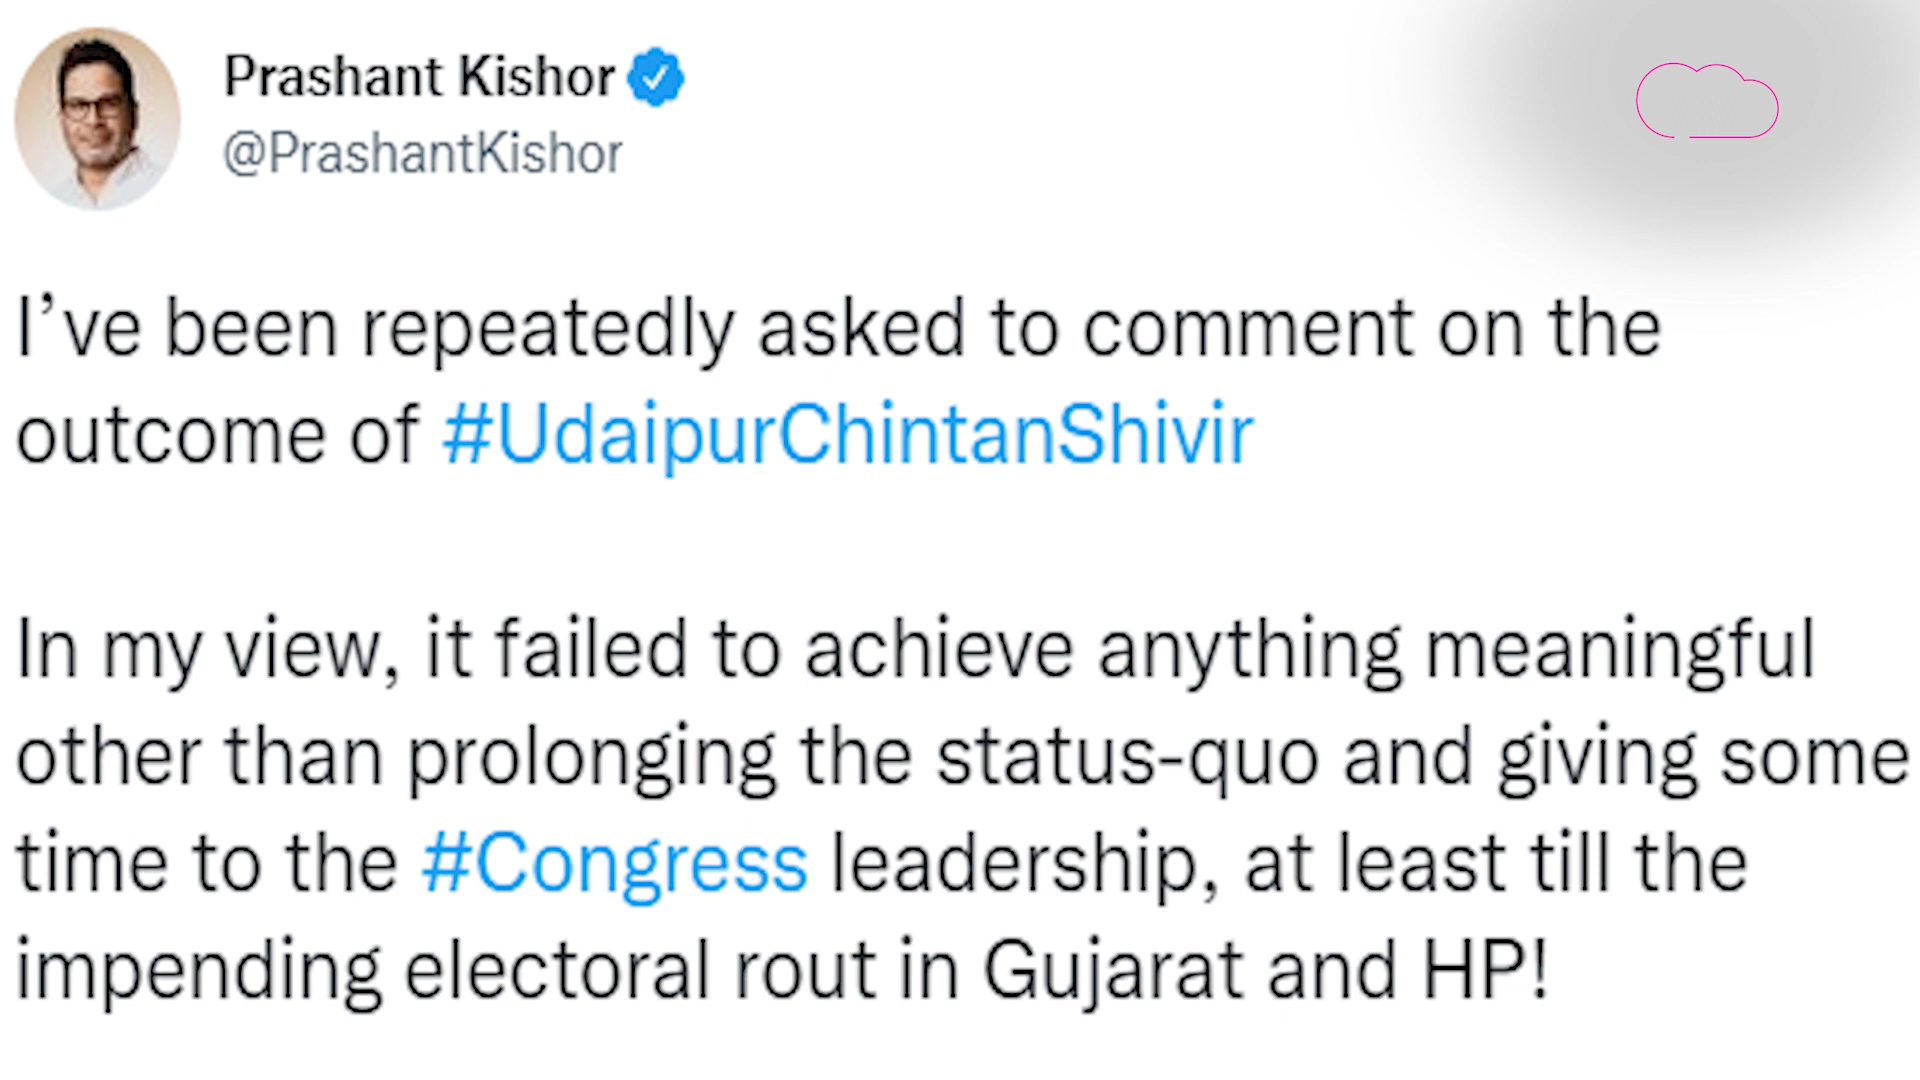 Prashant Kishor
@PrashantKishor
I've been repeatedly asked to comment on the
outcome of #UdaipurChintanShivir
In my view, it failed to achieve anything meaningful
other than prolonging the status-quo and giving some
time to the #Congress leadership, at least till the
impending electoral rout in Gujarat and HP!